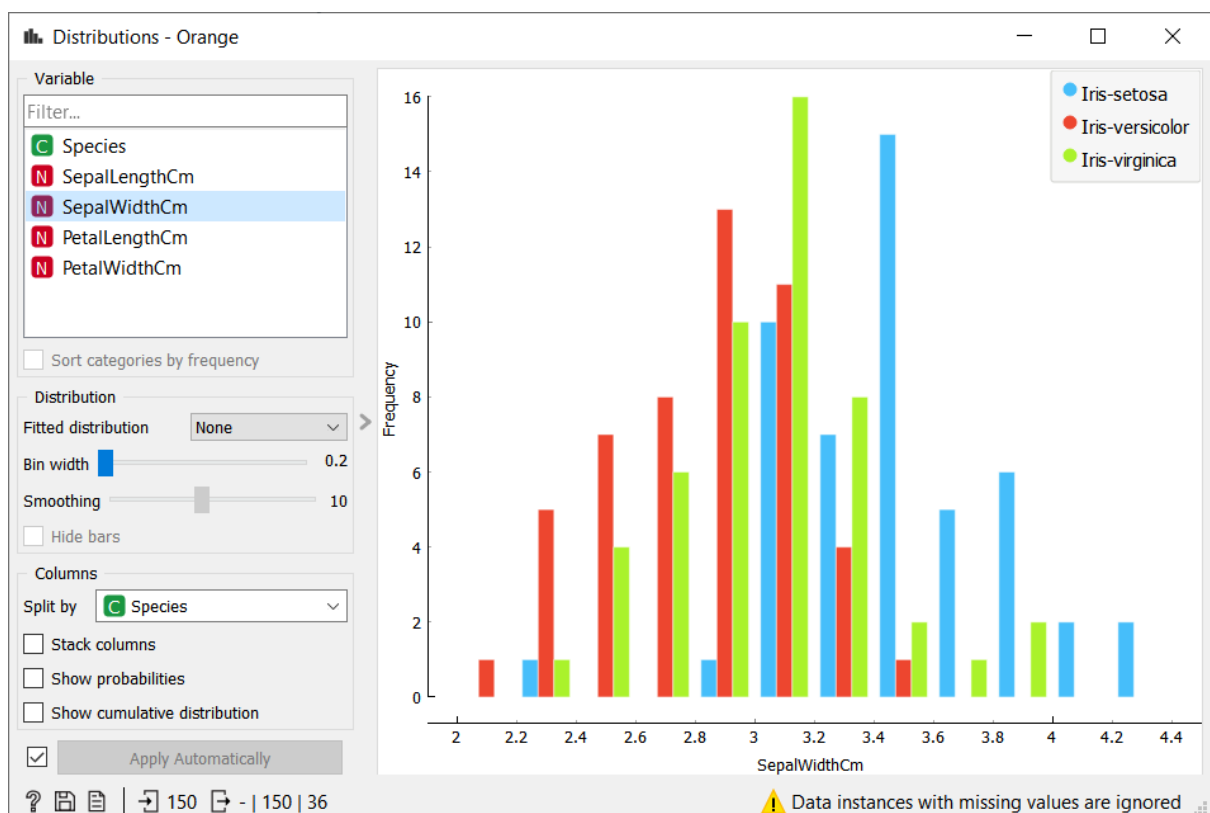 Distributions - Orange
Variable
Filter...
C Species
N SepalLengthCm
N SepalWidthCm
N PetalLengthCm
N PetalWidthCm
Sort categories by frequency
Distribution
Fitted distribution None
Bin width 0.2
Smoothing 10
Hide bars
Columns
Split by C Species
Stack columns
Show probabilities
Show cumulative distribution
Apply Automatically
? 150 - | 150 | 36
Iris-setosa
Iris-versicolor
Iris-virginica
16
14
12
10
8
6
4
2
0
Frequency
2 2.2 2.4 2.6 2.8 3 3.2 3.4 3.6 3.8 4 4.2 4.4
SepalWidthCm
Data instances with missing values are ignored